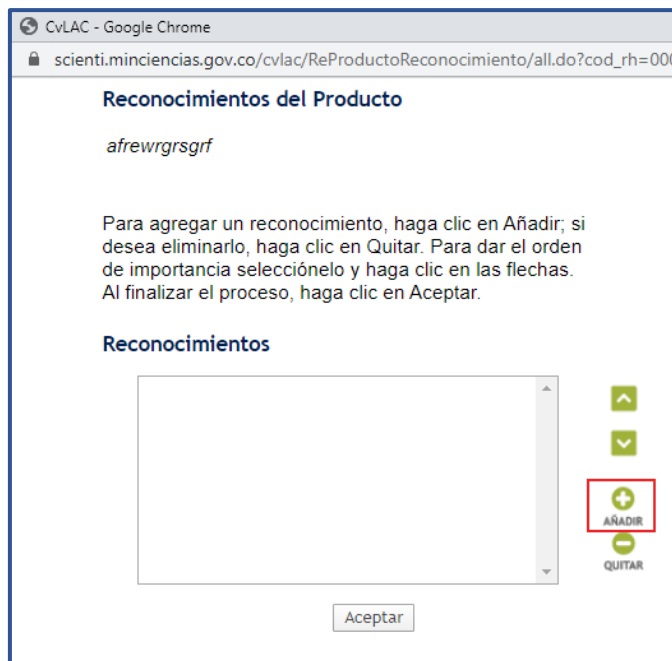 CvLAC - Google Chrome
scienti.minciencias.gov.co/cvlac/ReProductoReconocimiento/all.do?cod_rh=000
Reconocimientos del Producto
afrewrgrsgrf
Para agregar un reconocimiento, haga clic en Añadir; si
desea eliminarlo, haga clic en Quitar. Para dar el orden
de importancia selecciónelo y haga clic en las flechas.
Al finalizar el proceso, haga clic en Aceptar.
Reconocimientos
AÑADIR
QUITAR
Aceptar